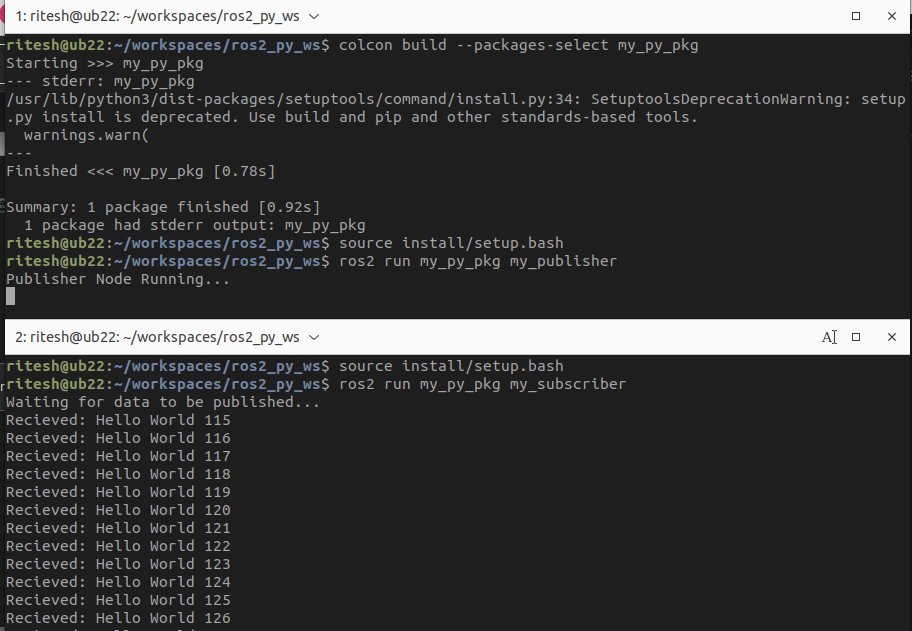 1: ritesh@ub22: ~/workspaces/ros2_py_ws
ritesh@ub22:~/workspaces/ros2_py_ws$ colcon build --packages-select my_py_pkg
Starting >>> my_py_pkg
--- stderr: my_py_pkg
/usr/lib/python3/dist-packages/setuptools/command/install.py:34: SetuptoolsDeprecationWarning: setup
.py install is deprecated. Use build and pip and other standards-based tools.
  warnings.warn(
---
Finished <<< my_py_pkg [0.78s]

Summary: 1 package finished [0.92s]
  1 package had stderr output: my_py_pkg
ritesh@ub22:~/workspaces/ros2_py_ws$ source install/setup.bash
ritesh@ub22:~/workspaces/ros2_py_ws$ ros2 run my_py_pkg my_publisher
Publisher Node Running...
2: ritesh@ub22: ~/workspaces/ros2_py_ws
A
ritesh@ub22:~/workspaces/ros2_py_ws$ source install/setup.bash
ritesh@ub22:~/workspaces/ros2_py_ws$ ros2 run my_py_pkg my_subscriber
Waiting for data to be published...
Recieved: Hello World 115
Recieved: Hello World 116
Recieved: Hello World 117
Recieved: Hello World 118
Recieved: Hello World 119
Recieved: Hello World 120
Recieved: Hello World 121
Recieved: Hello World 122
Recieved: Hello World 123
Recieved: Hello World 124
Recieved: Hello World 125
Recieved: Hello World 126